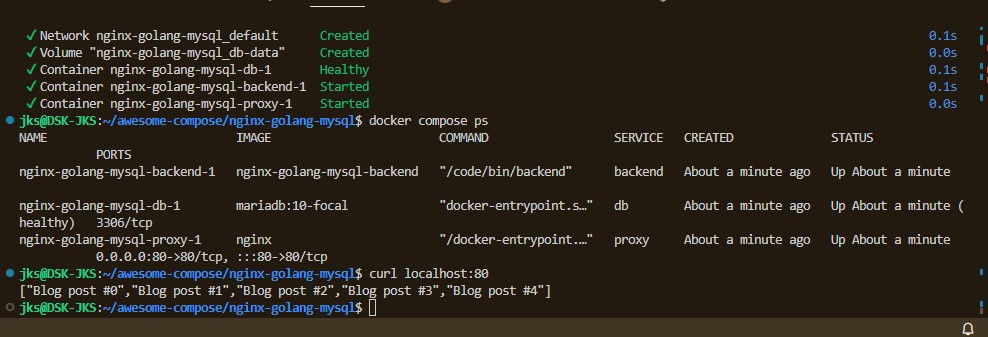 ✓ Network nginx-golang-mysql_default Created 0.1s
✓ Volume "nginx-golang-mysql_db-data" Created 0.0s
✓ Container nginx-golang-mysql-db-1 Healthy 0.1s
✓ Container nginx-golang-mysql-backend-1 Started 0.1s
✓ Container nginx-golang-mysql-proxy-1 Started 0.0s
jks@DSK-JKS:~/awesome-compose/nginx-golang-mysql$ docker compose ps
NAME IMAGE COMMAND SERVICE CREATED STATUS
PORTS
nginx-golang-mysql-backend-1 nginx-golang-mysql-backend "/code/bin/backend" backend About a minute ago Up About a minute
nginx-golang-mysql-db-1 mariadb:10-focal "docker-entrypoint.s…" db About a minute ago Up About a minute (
healthy) 3306/tcp
nginx-golang-mysql-proxy-1 nginx "/docker-entrypoint.…" proxy About a minute ago Up About a minute
0.0.0.0:80->80/tcp, :::80->80/tcp
jks@DSK-JKS:~/awesome-compose/nginx-golang-mysql$ curl localhost:80
["Blog post #0","Blog post #1","Blog post #2","Blog post #3","Blog post #4"]
jks@DSK-JKS:~/awesome-compose/nginx-golang-mysql$